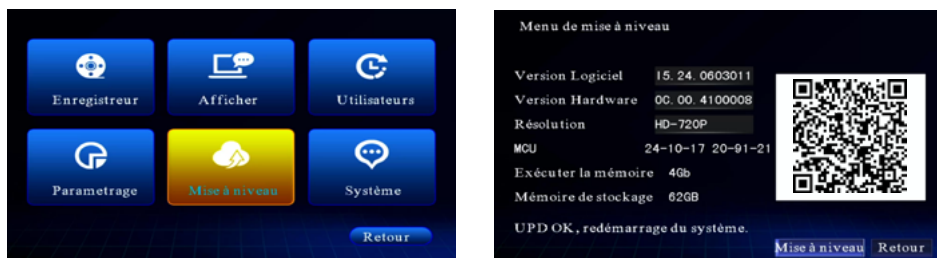 Enregistreur
Afficher
Utilisateurs
Parametrage
Mise à niveau
Système
Retour
Menu de mise à niveau
Version Logiciel 15. 24. 0603011
Version Hardware 0C. 00. 4100008
Résolution HD-720P
MCU 24-10-17 20-91-21
Exécuter la mémoire 4Gb
Mémoire de stockage 62GB
UPD OK, redémarrage du système.
Mise à niveau Retour